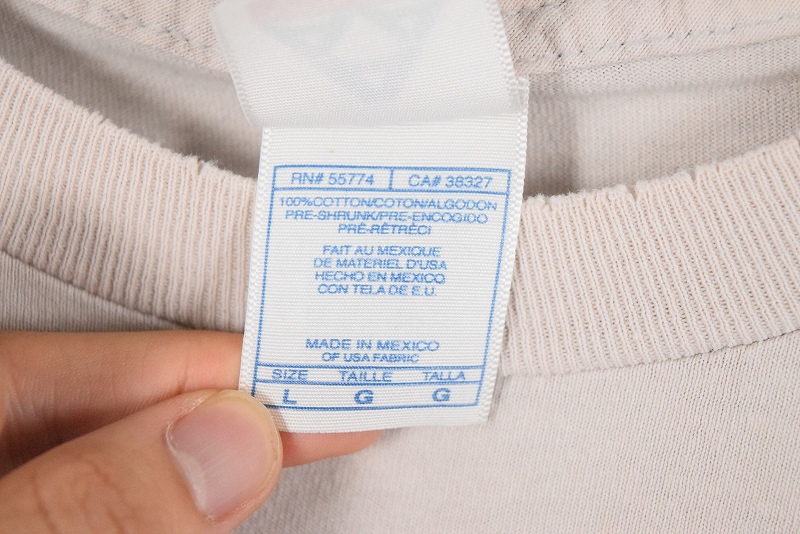 RN# 55774 CA# 38327
100%COTTON/COTON/ALGODON
PRE-SHRUNK/PRE-ENCOGIDO
PRÉ-RÉTRÉCI
FAIT AU MEXIQUE
DE MATERIEL D'USA
HECHO EN MEXICO
CON TELA DE E.U.
MADE IN MEXICO
OF USA FABRIC
SIZE TAILLE TALLA
L G G